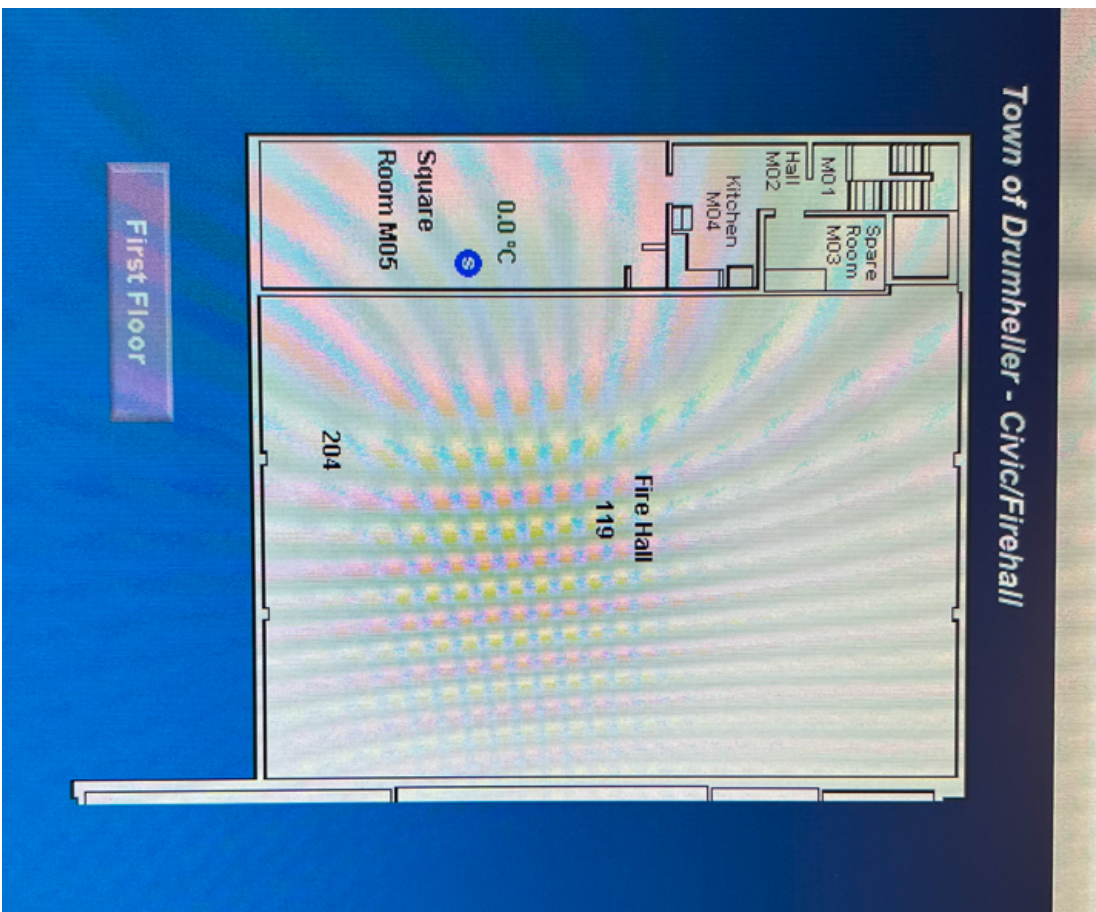 Town of Drumheller - Civic/Firehall
M01
Hall
M02
Spare
Room
M03
Kitchen
M04
Fire Hall
119
0.0 °C
S
Square
Room M05
204
First Floor